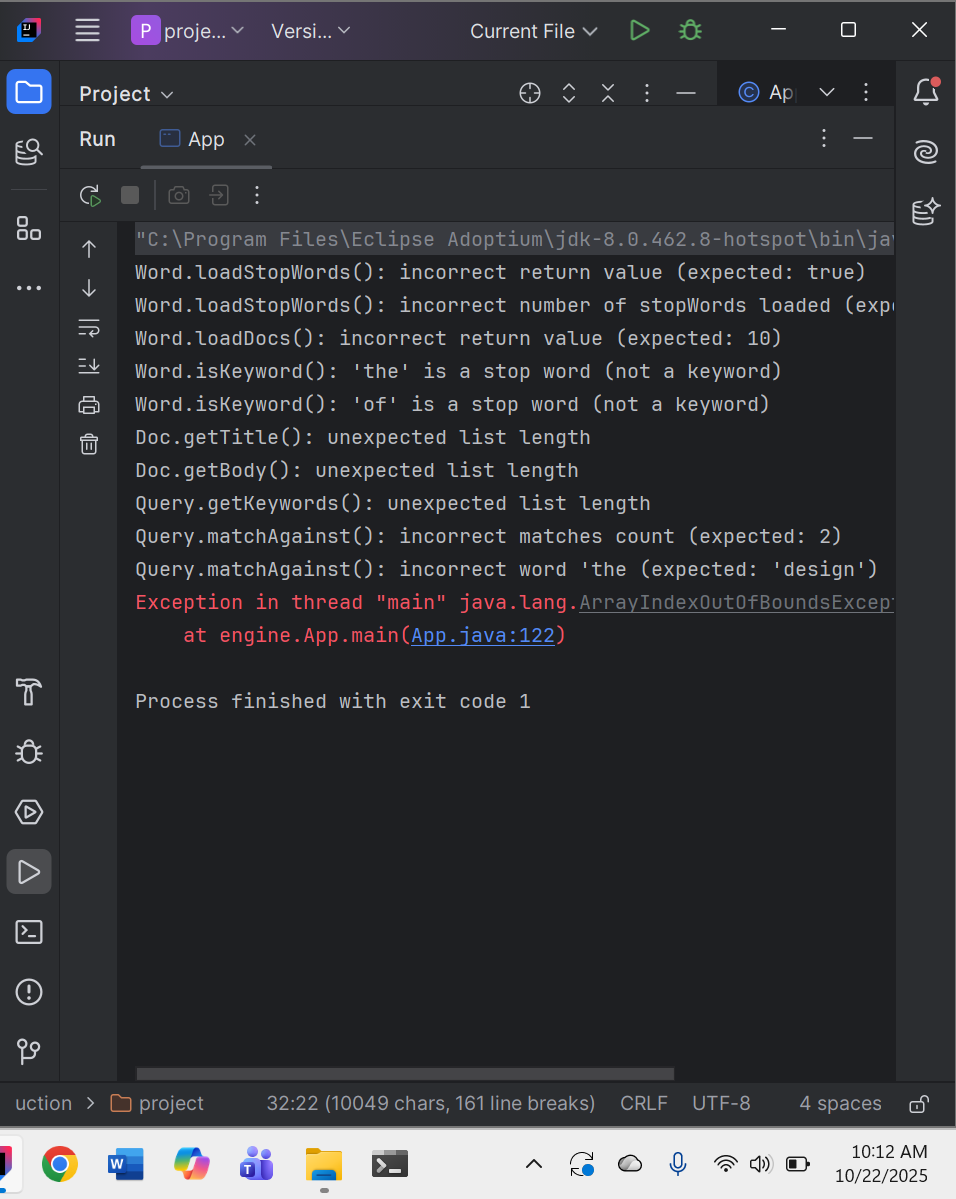 P proje... Versi... Current File
Project
C Ap
Run App
"C:\Program Files\Eclipse Adoptium\jdk-8.0.462.8-hotspot\bin\jav
Word.loadStopWords(): incorrect return value (expected: true)
Word.loadStopWords(): incorrect number of stopWords loaded (expe
Word.loadDocs(): incorrect return value (expected: 10)
Word.isKeyword(): 'the' is a stop word (not a keyword)
Word.isKeyword(): 'of' is a stop word (not a keyword)
Doc.getTitle(): unexpected list length
Doc.getBody(): unexpected list length
Query.getKeywords(): unexpected list length
Query.matchAgainst(): incorrect matches count (expected: 2)
Query.matchAgainst(): incorrect word 'the (expected: 'design')
Exception in thread "main" java.lang.ArrayIndexOutOfBoundsExcept
at engine.App.main(App.java:122)
Process finished with exit code 1
uction > project 32:22 (10049 chars, 161 line breaks) CRLF UTF-8 4 spaces
10:12 AM
10/22/2025